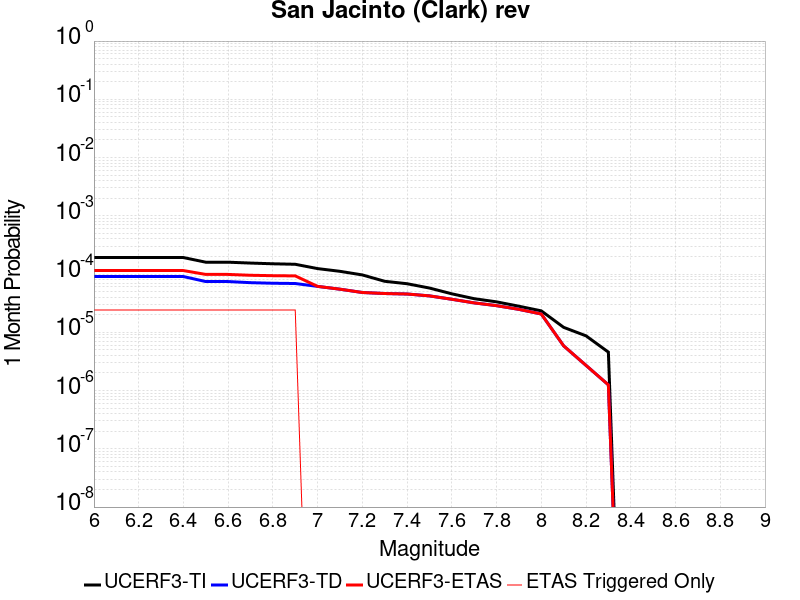 San Jacinto (Clark) rev
10 0
10 -1
10 -2
10 -3
10 -4
10 -5
10 -6
10 -7
10 -8
1 Month Probability
6 6.2 6.4 6.6 6.8 7 7.2 7.4 7.6 7.8 8 8.2 8.4 8.6 8.8 9
Magnitude
UCERF3-TI UCERF3-TD UCERF3-ETAS ETAS Triggered Only